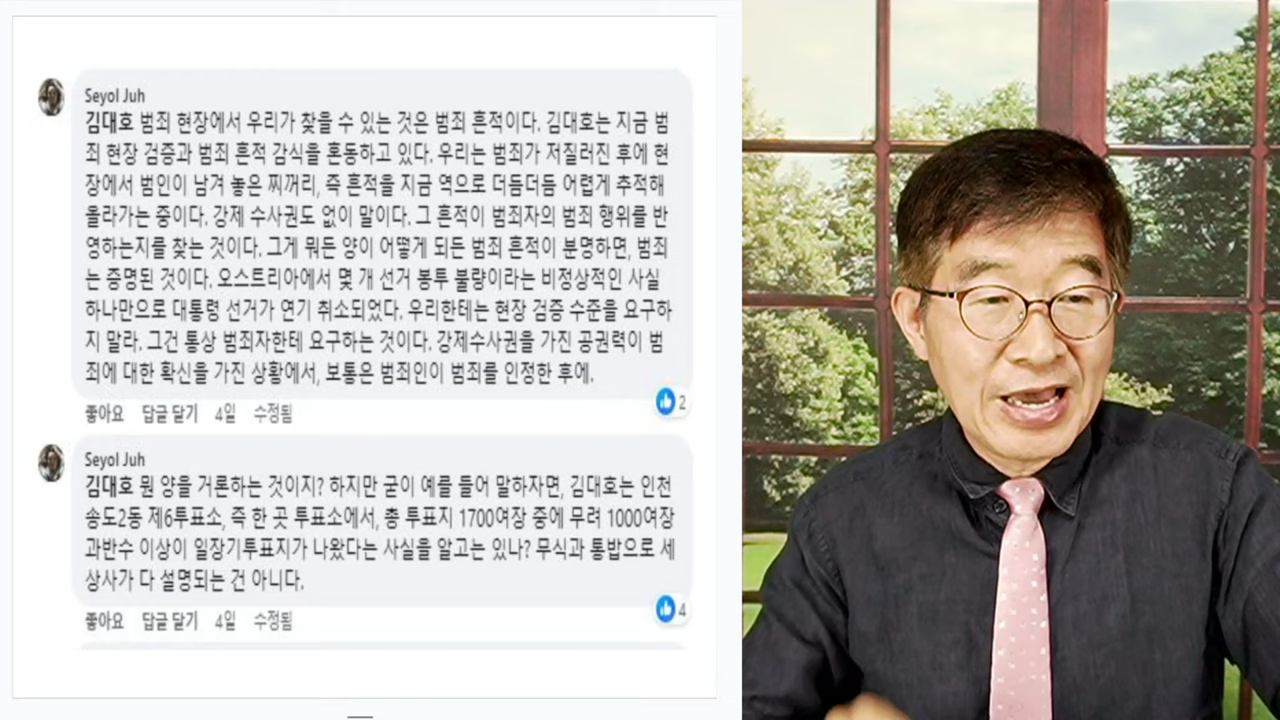 Seyol Juh
김대호 범죄 현장에서 우리가 찾을 수 있는 것은 범죄 흔적이다. 김대호는 지금 범
죄 현장 검증과 범죄 흔적 감식을 혼동하고 있다. 우리는 범죄가 저질러진 후에 현
장에서 범인이 남겨 놓은 찌꺼리, 즉 흔적을 지금 역으로 더듬더듬 어렵게 추적해
올라가는 중이다. 강제 수사권도 없이 말이다. 그 흔적이 범죄자의 범죄 행위를 반
영하는지를 찾는 것이다. 그게 뭐든 양이 어떻게 되든 범죄 흔적이 분명하면, 범죄
는 증명된 것이다. 오스트리아에서 몇 개 선거 봉투 불량이라는 비정상적인 사실
하나만으로 대통령 선거가 연기 취소되었다. 우리한테는 현장 검증 수준을 요구하
지 말라. 그건 통상 범죄자한테 요구하는 것이다. 강제수사권을 가진 공권력이 범
죄에 대한 확신을 가진 상황에서, 보통은 범죄인이 범죄를 인정한 후에.
좋아요 답글 달기 4일 수정됨
2
Seyol Juh
김대호 뭔 양을 거론하는 것이지? 하지만 굳이 예를 들어 말하자면, 김대호는 인천
송도2동 제6투표소, 즉 한 곳 투표소에서, 총 투표지 1700여장 중에 무려 1000여장
과반수 이상이 일장기투표지가 나왔다는 사실을 알고는 있나? 무식과 통밥으로 세
상사가 다 설명되는 건 아니다.
좋아요 답글 달기 4일 수정됨
4